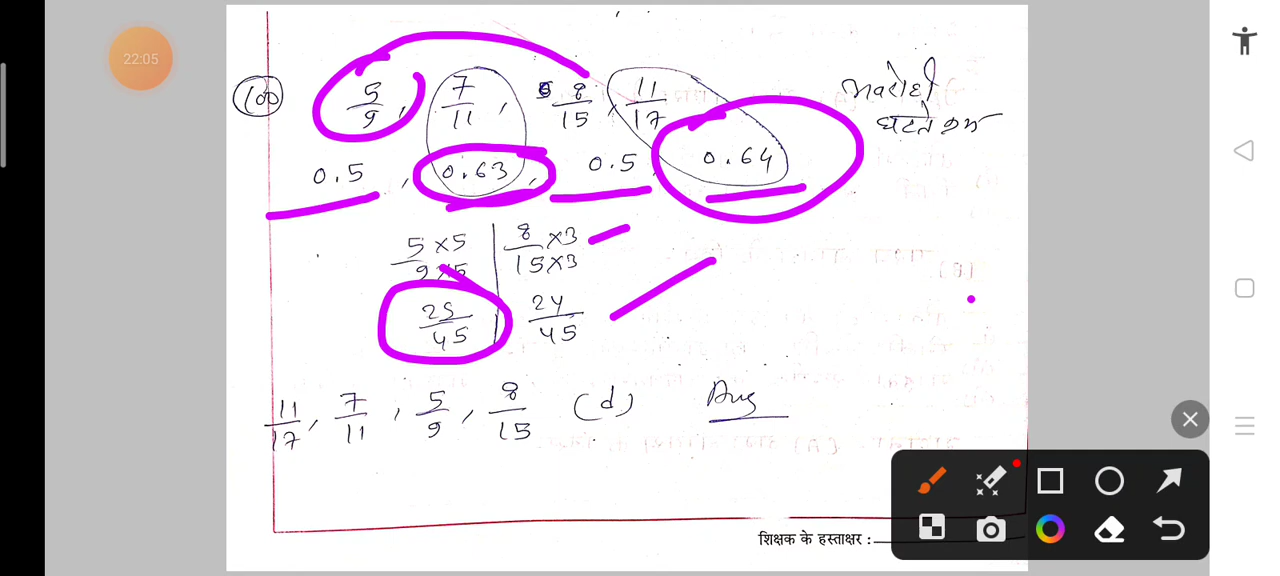 22:05
(100) 5/9, 7/11, 8/15, 11/17 अवरोही
घटते क्रम
0.5, 0.63, 0.5, 0.64
5×5/9×5 | 8×3/15×3
25/45 | 24/45
11/17, 7/11, 5/9, 8/15 (d) Ans
शिक्षक के हस्ताक्षर :